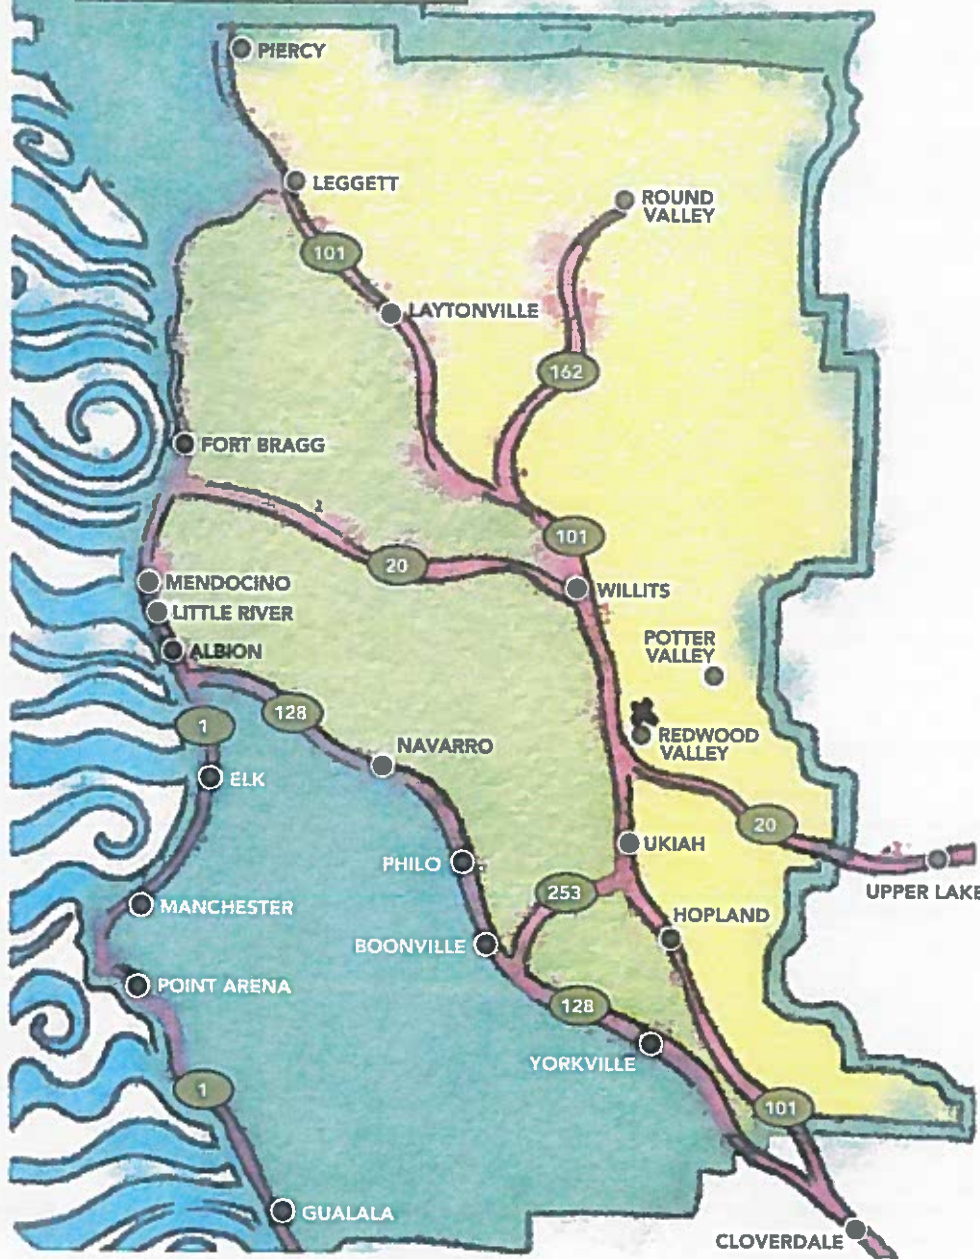 PIERCY
LEGGETT
ROUND
VALLEY
101
LAYTONVILLE
162
FORT BRAGG
101
20
MENDOCINO
WILLITS
LITTLE RIVER
POTTER
VALLEY
ALBION
128
1
REDWOOD
VALLEY
NAVARRO
ELK
20
UKIAH
PHILO
UPPER LAKE
253
MANCHESTER
HOPLAND
BOONVILLE
POINT ARENA
128
YORKVILLE
1
101
GUALALA
CLOVERDALE